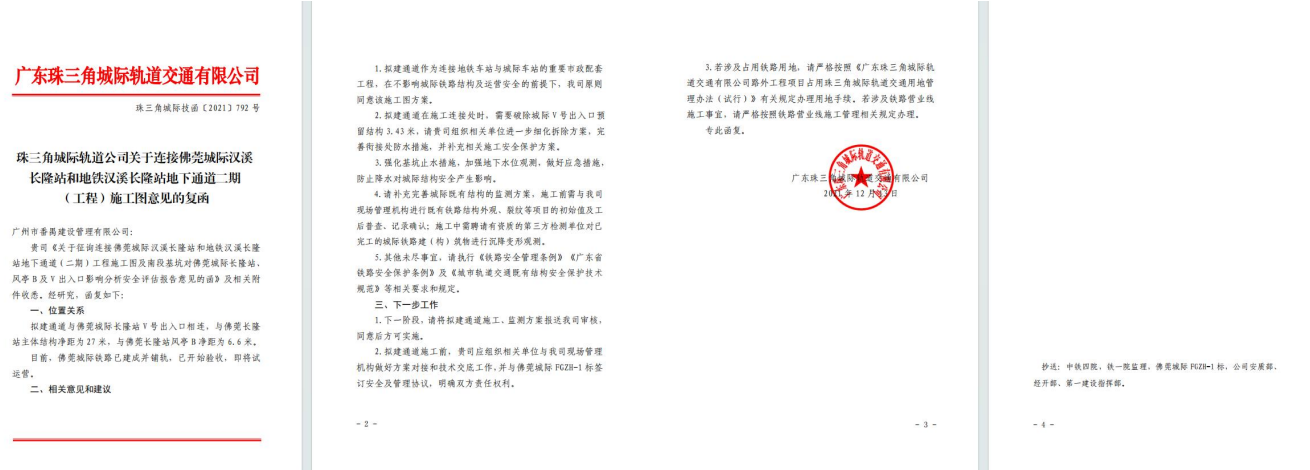 广东珠三角城际轨道交通有限公司
珠三角城际技函〔2021〕792 号
珠三角城际轨道公司关于连接佛莞城际汉溪
长隆站和地铁汉溪长隆站地下通道二期
（工程）施工图意见的复函
广州市番禺建设管理有限公司：
贵司《关于征询连接佛莞城际汉溪长隆站和地铁汉溪长隆
站地下通道（二期）工程施工图及南段基坑对佛莞城际长隆站、
风亭 B 及 V 出入口影响分析安全评估报告意见的函》及相关附
件收悉。经研究，函复如下：
一、位置关系
拟建通道与佛莞城际长隆站 V 号出入口相连，与佛莞长隆
站主体结构净距为 27 米，与佛莞长隆站风亭 B 净距为 6.6 米。
目前，佛莞城际铁路已建成并铺轨，已开始验收，即将试
运营。
二、相关意见和建议
1.拟建通道作为连接地铁车站与城际车站的重要市政配套
工程，在不影响城际铁路结构及运营安全的前提下，我司原则
同意该施工图方案。
2.拟建通道在施工连接处时，需要破除城际 V 号出入口预
留结构 3.43 米，请贵司组织相关单位进一步细化拆除方案，完
善衔接处防水措施，并补充相关施工安全保护方案。
3.强化基坑止水措施，加强地下水位观测，做好应急措施，
防止降水对城际结构安全产生影响。
4.请补充完善城际既有结构的监测方案，施工前需与我司
现场管理机构进行既有铁路结构外观、裂纹等项目的初始值及工
后普查、记录确认；施工中需聘请有资质的第三方检测单位对已
完工的城际铁路建（构）筑物进行沉降变形观测。
5.其他未尽事宜，请执行《铁路安全管理条例》《广东省
铁路安全保护条例》及《城市轨道交通既有结构安全保护技术
规范》等相关要求和规定。
三、下一步工作
1.下一阶段，请将拟建通道施工、监测方案报送我司审核，
同意后方可实施。
2.拟建通道施工前，贵司应组织相关单位与我司现场管理
机构做好方案对接和技术交底工作，并与佛莞城际 FGZH-1 标签
订安全及管理协议，明确双方责任权利。
- 2 -
3.若涉及占用铁路用地，请严格按照《广东珠三角城际轨
道交通有限公司路外工程项目占用珠三角城际轨道交通用地管
理办法（试行）》有关规定办理用地手续。若涉及铁路营业线
施工事宜，请严格按照铁路营业线施工管理相关规定办理。
专此函复。
广东珠三角城际轨道交通有限公司
2021 年 12 月 3 日
- 3 -
抄送：中铁四院，铁一院监理，佛莞城际 FGZH-1 标，公司安质部、
经开部、第一建设指挥部。
- 4 -